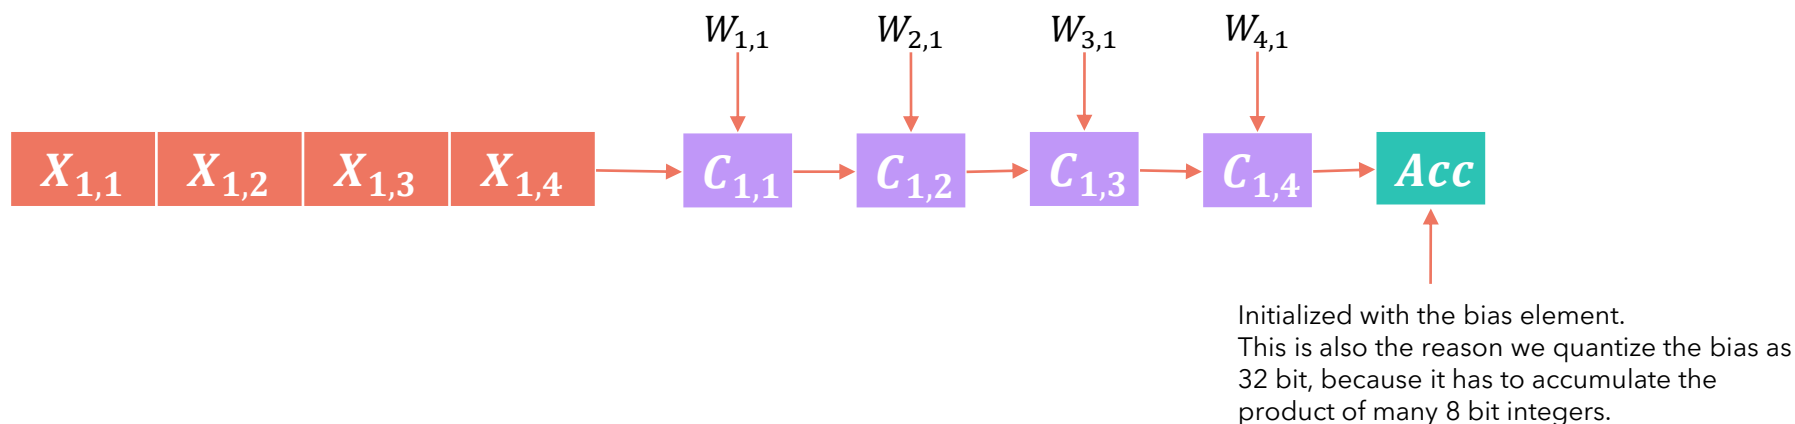 W1,1 W2,1 W3,1 W4,1
X1,1 X1,2 X1,3 X1,4 C1,1 C1,2 C1,3 C1,4 Acc
Initialized with the bias element.
This is also the reason we quantize the bias as
32 bit, because it has to accumulate the
product of many 8 bit integers.